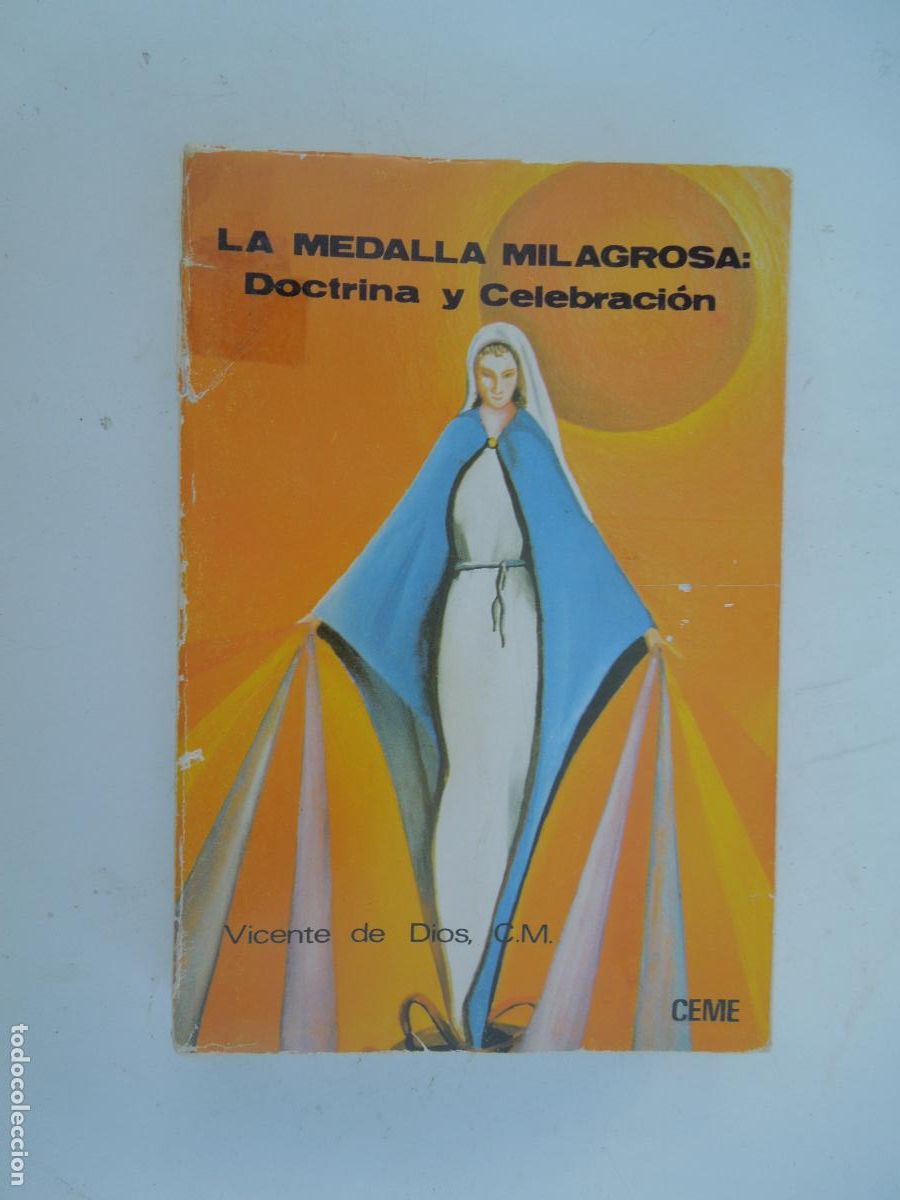 LA MEDALLA MILAGROSA:
Doctrina y Celebración
Vicente de Dios, C.M.
CEME
todocoleccion